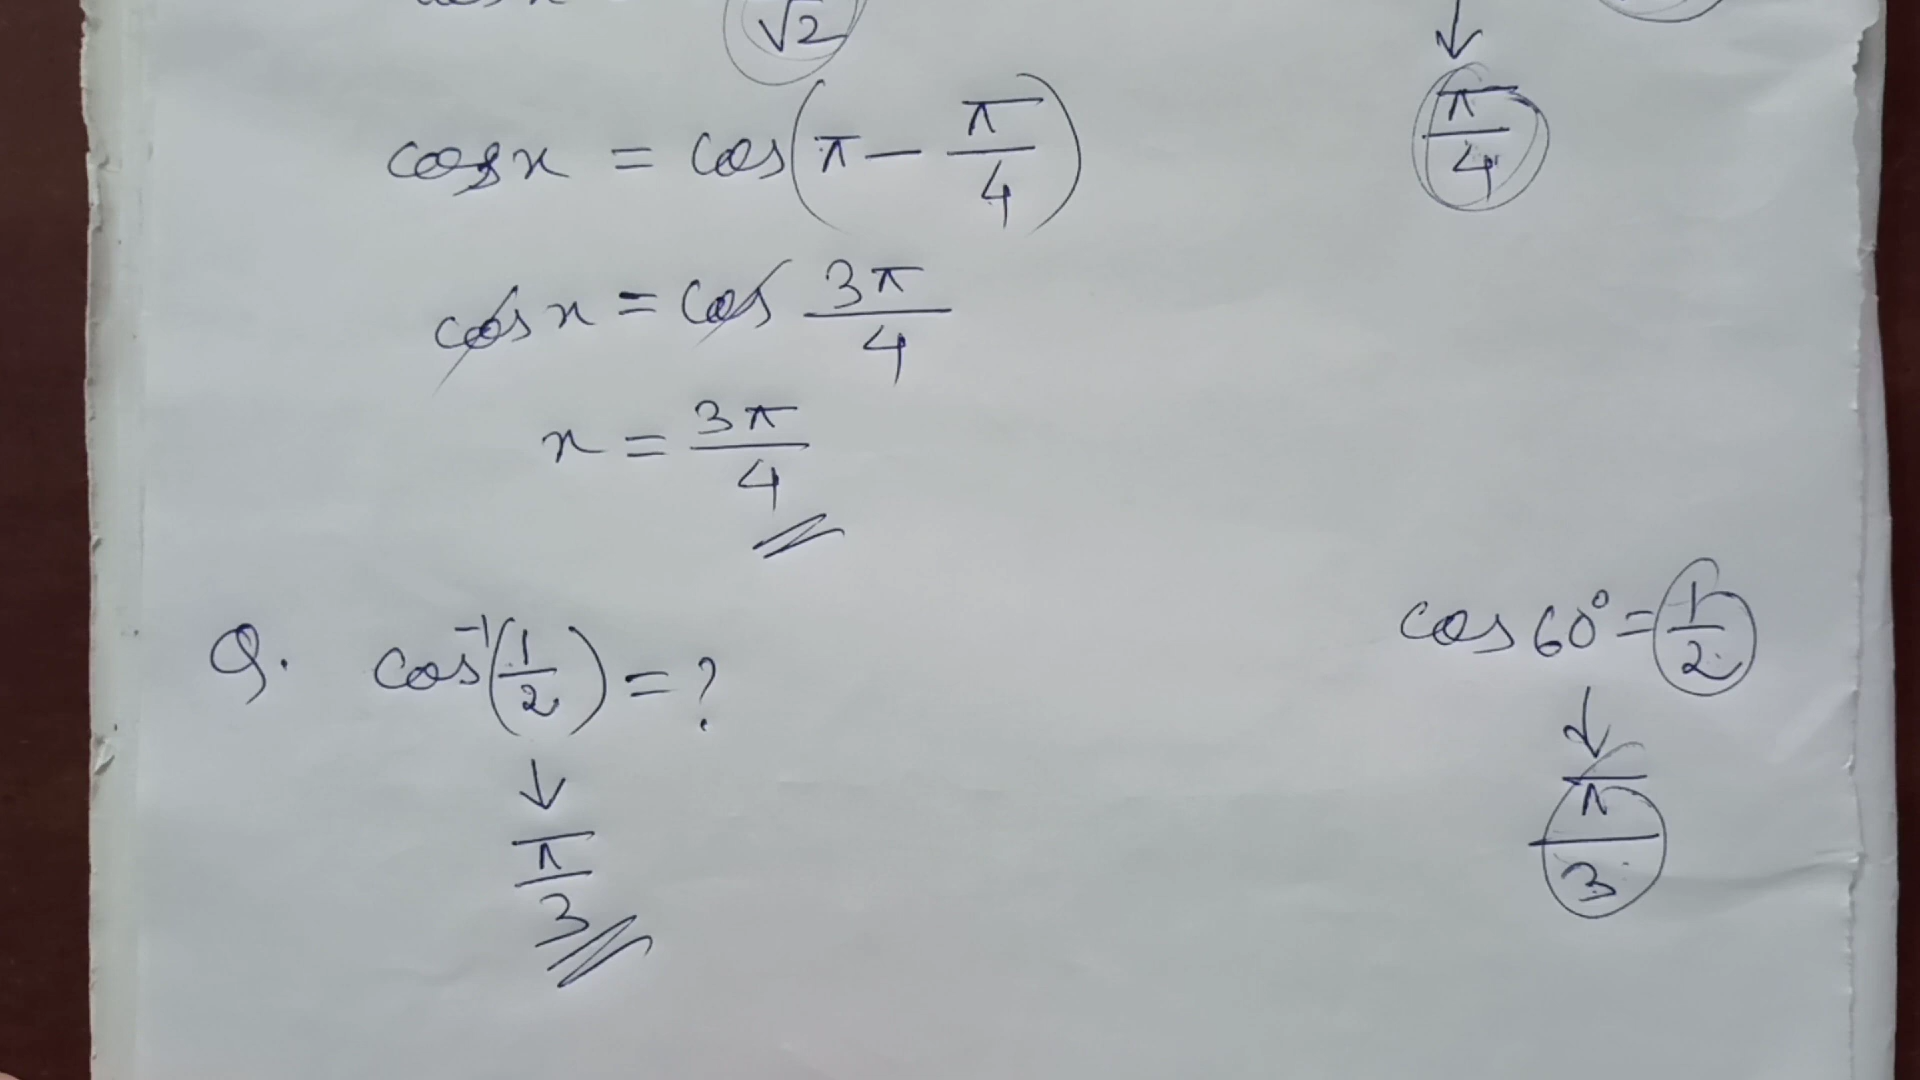 √2
cos x = cos(π − π/4)
cos x = cos 3π/4
x = 3π/4
Q. cos⁻¹(1/2) = ?
↓
π/3
↓
π/4
cos 60° = 1/2
↓
π/3